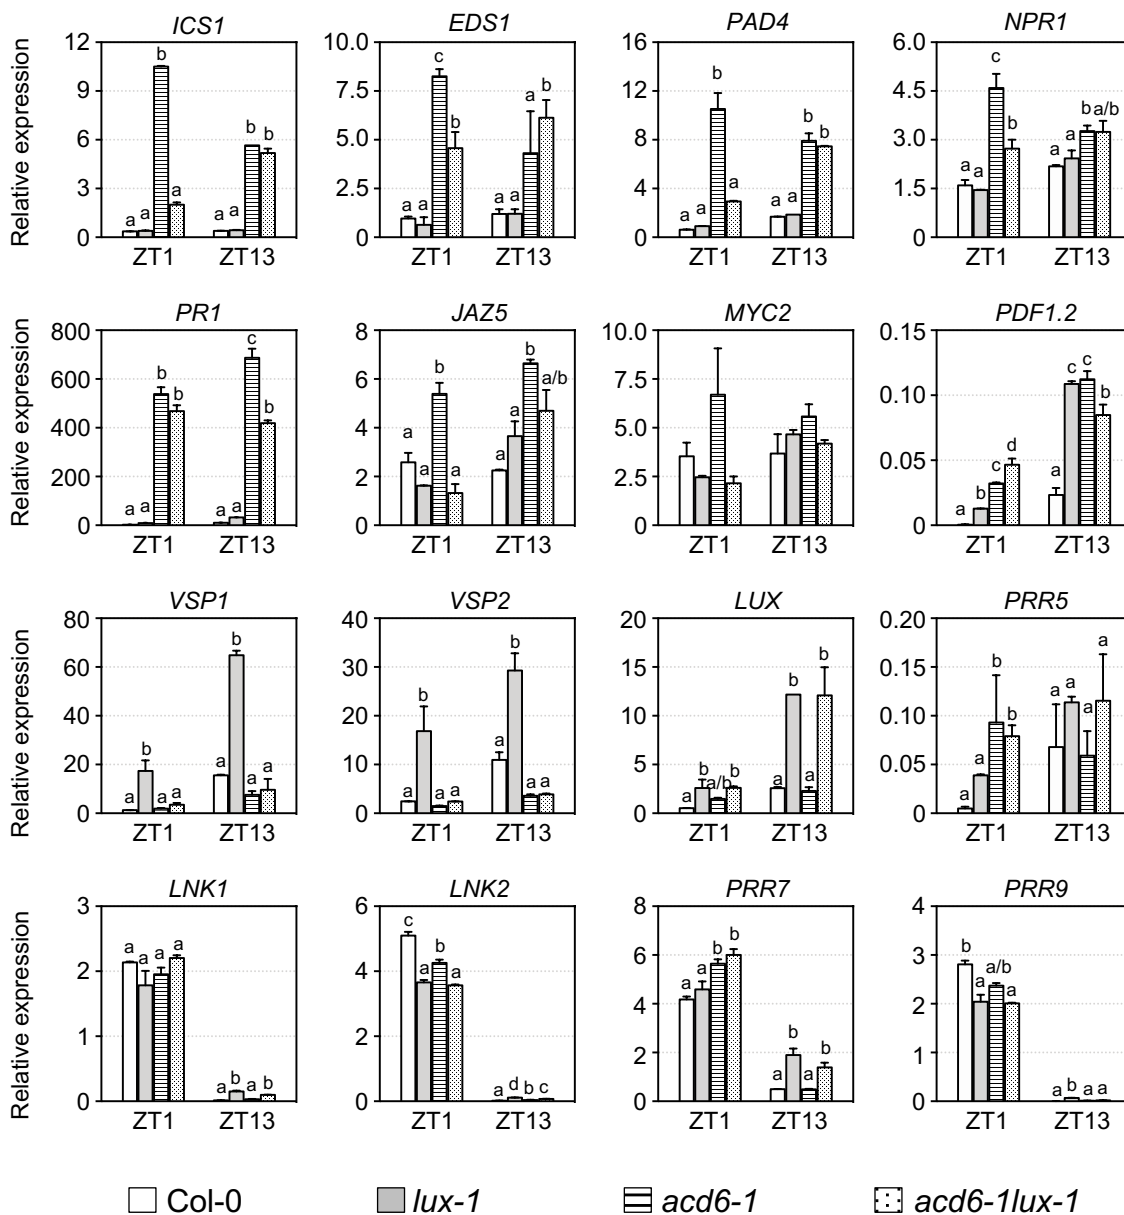 ICS1 EDS1 PAD4 NPR1
Relative expression
12 9 6 3 0
a a b a a a b b
ZT1 ZT13
10.0 7.5 5.0 2.5 0
a a c b a a a b
ZT1 ZT13
16 12 8 4 0
a a b a a a b b
ZT1 ZT13
6.0 4.5 3.0 1.5 0
a a c b a a b a/b
ZT1 ZT13
PR1 JAZ5 MYC2 PDF1.2
Relative expression
800 600 400 200 0
a a b b a a c b
ZT1 ZT13
8 6 4 2 0
a a b a a a b a/b
ZT1 ZT13
10.0 7.5 5.0 2.5 0
ZT1 ZT13
0.15 0.10 0.05 0
a b c d a c c b
ZT1 ZT13
VSP1 VSP2 LUX PRR5
Relative expression
80 60 40 20 0
a b a a a b a a
ZT1 ZT13
40 30 20 10 0
a b a a a b a a
ZT1 ZT13
20 15 10 5 0
a b a/b b a b a b
ZT1 ZT13
0.20 0.15 0.10 0.05 0
a a b b a a a a
ZT1 ZT13
LNK1 LNK2 PRR7 PRR9
Relative expression
3 2 1 0
a a a a a b a b
ZT1 ZT13
6 4 2 0
c a b a a d b c
ZT1 ZT13
8 6 4 2 0
a a b b a b a b
ZT1 ZT13
4 3 2 1 0
b a a/b a a b a a
ZT1 ZT13
Col-0 lux-1 acd6-1 acd6-1lux-1